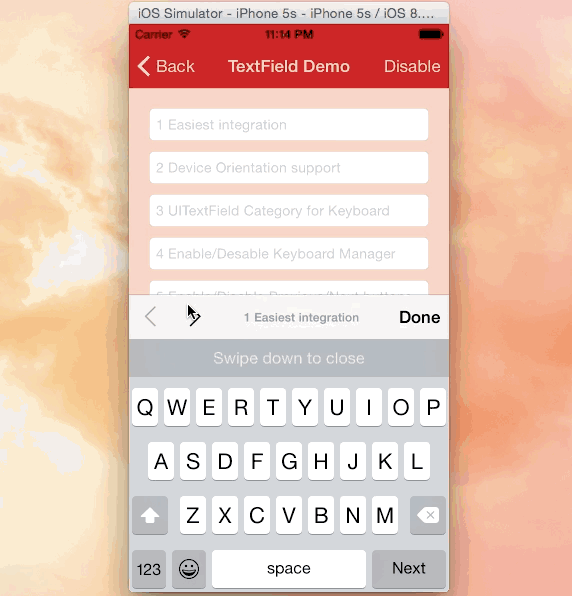 iOS Simulator - iPhone 5s - iPhone 5s / iOS 8....
Carrier 11:14 PM
Back TextField Demo Disable
1 Easiest integration
2 Device Orientation support
3 UITextField Category for Keyboard
4 Enable/Desable Keyboard Manager
1 Easiest integration Done
Swipe down to close
Q W E R T Y U I O P
A S D F G H J K L
Z X C V B N M
123 space Next